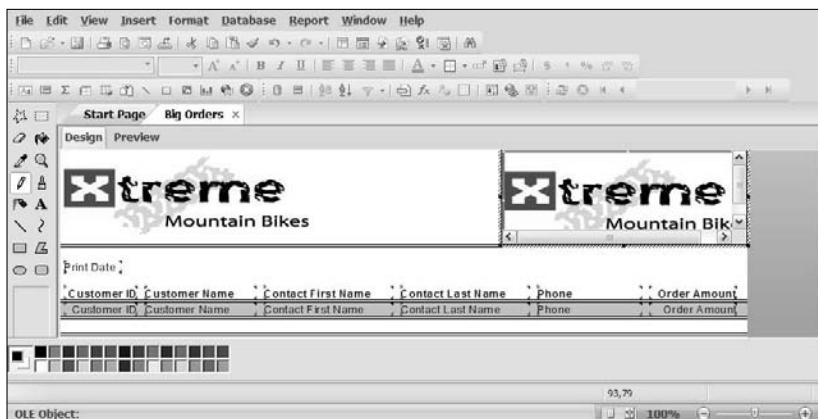 File Edit View Insert Format Database Report Window Help
A A A B I U A $ %
Start Page Big Orders ×
Design Preview
Xtreme
Mountain Bikes
Xtreme
Mountain Bik
Print Date
Customer ID Customer Name Contact First Name Contact Last Name Phone Order Amount
Customer ID Customer Name Contact First Name Contact Last Name Phone Order Amount
93,79
OLE Object: 100%